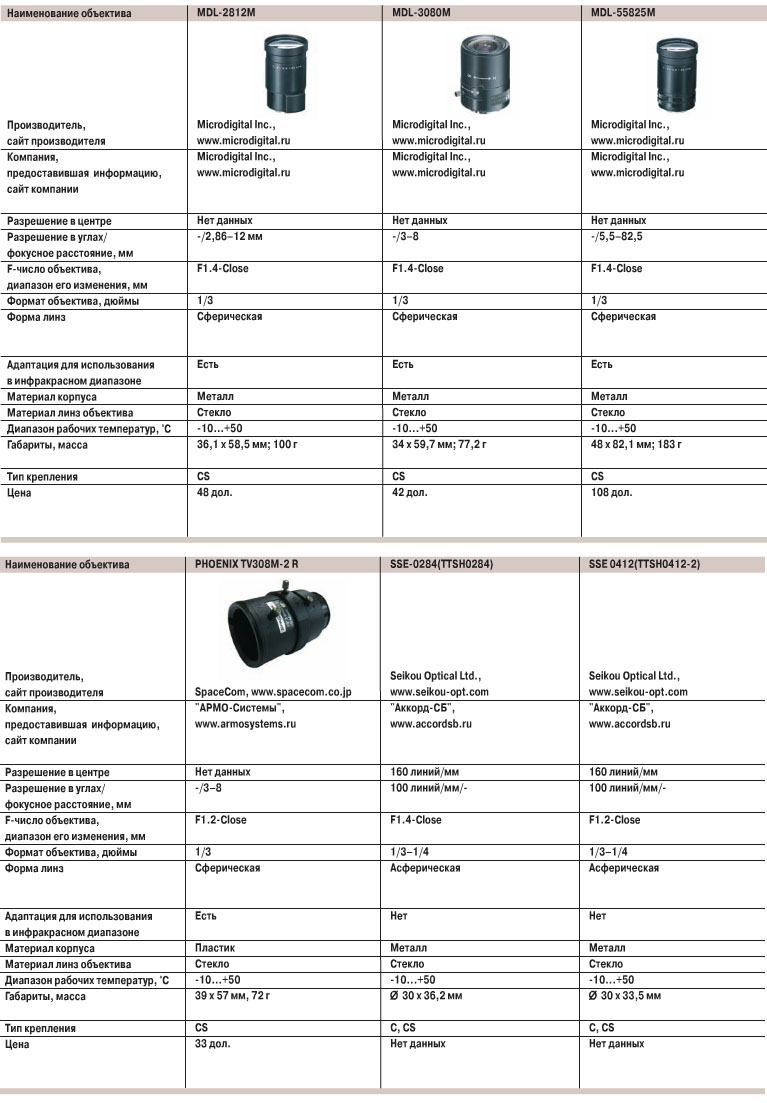 Наименование объектива MDL-2812M MDL-3080M MDL-55825M
Производитель, Microdigital Inc., Microdigital Inc., Microdigital Inc.,
сайт производителя www.microdigital.ru www.microdigital.ru www.microdigital.ru
Компания, Microdigital Inc., Microdigital Inc., Microdigital Inc.,
предоставившая информацию, www.microdigital.ru www.microdigital.ru www.microdigital.ru
сайт компании
Разрешение в центре Нет данных Нет данных Нет данных
Разрешение в углах/ -/2,86–12 мм -/3–8 -/5,5–82,5
фокусное расстояние, мм
F-число объектива, F1.4-Close F1.4-Close F1.4-Close
диапазон его изменения, мм
Формат объектива, дюймы 1/3 1/3 1/3
Форма линз Сферическая Сферическая Сферическая
Адаптация для использования Есть Есть Есть
в инфракрасном диапазоне
Материал корпуса Металл Металл Металл
Материал линз объектива Стекло Стекло Стекло
Диапазон рабочих температур, °С -10...+50 -10...+50 -10...+50
Габариты, масса 36,1 х 58,5 мм; 100 г 34 х 59,7 мм; 77,2 г 48 х 82,1 мм; 183 г
Тип крепления CS CS CS
Цена 48 дол. 42 дол. 108 дол.
Наименование объектива PHOENIX TV308M-2 R SSE-0284(TTSH0284) SSE 0412(TTSH0412-2)
Производитель, Seikou Optical Ltd., Seikou Optical Ltd.,
сайт производителя SpaceCom, www.spacecom.co.jp www.seikou-opt.com www.seikou-opt.com
Компания, "АРМО-Системы", "Аккорд-СБ", "Аккорд-СБ",
предоставившая информацию, www.armosystems.ru www.accordsb.ru www.accordsb.ru
сайт компании
Разрешение в центре Нет данных 160 линий/мм 160 линий/мм
Разрешение в углах/ -/3–8 100 линий/мм/- 100 линий/мм/-
фокусное расстояние, мм
F-число объектива, F1.2-Close F1.4-Close F1.2-Close
диапазон его изменения, мм
Формат объектива, дюймы 1/3 1/3–1/4 1/3–1/4
Форма линз Сферическая Асферическая Асферическая
Адаптация для использования Есть Нет Нет
в инфракрасном диапазоне
Материал корпуса Пластик Металл Металл
Материал линз объектива Стекло Стекло Стекло
Диапазон рабочих температур, °С -10...+50 -10...+50 -10...+50
Габариты, масса 39 х 57 мм, 72 г Ø 30 х 36,2 мм Ø 30 х 33,5 мм
Тип крепления CS C, CS C, CS
Цена 33 дол. Нет данных Нет данных